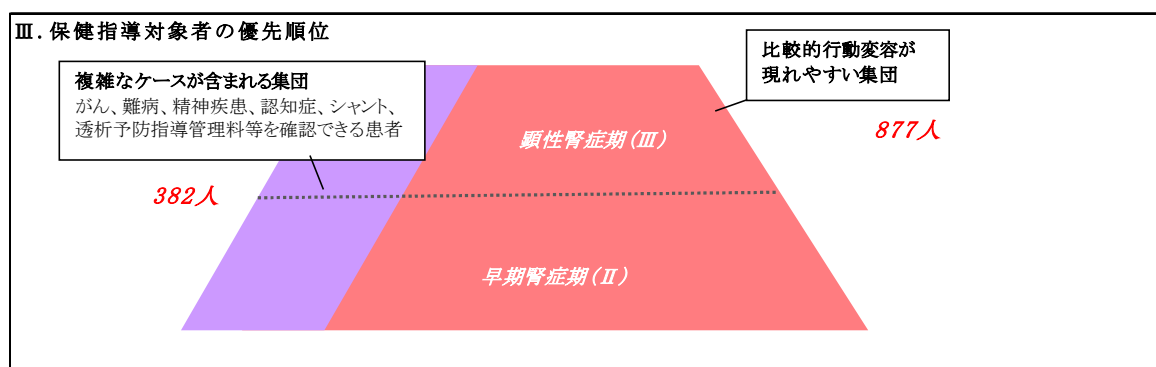 Ⅲ.保健指導対象者の優先順位
複雑なケースが含まれる集団
がん、難病、精神疾患、認知症、シャント、
透析予防指導管理料等を確認できる患者
比較的行動変容が
現れやすい集団
877人
顕性腎症期(Ⅲ)
382人
早期腎症期(Ⅱ)